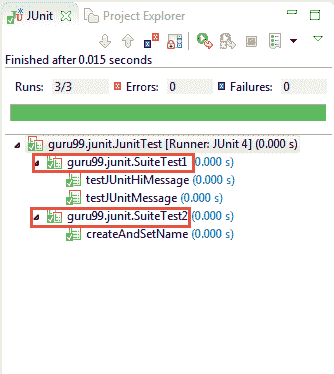 JUnit Project Explorer
Finished after 0.015 seconds
Runs: 3/3 Errors: 0 Failures: 0
guru99.junit.JunitTest [Runner: JUnit 4] (0.000 s)
guru99.junit.SuiteTest1 (0.000 s)
testJUnitHiMessage (0.000 s)
testJUnitMessage (0.000 s)
guru99.junit.SuiteTest2 (0.000 s)
createAndSetName (0.000 s)